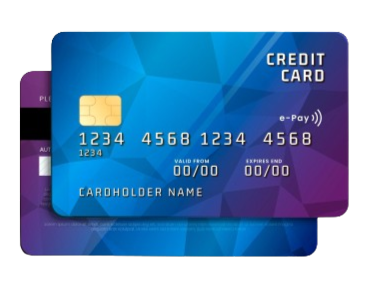 CREDIT
CARD
e-Pay
1234 4568 1234 4568
1234
VALID FROM
EXPIRES END
00/00
00/00
CARDHOLDER NAME